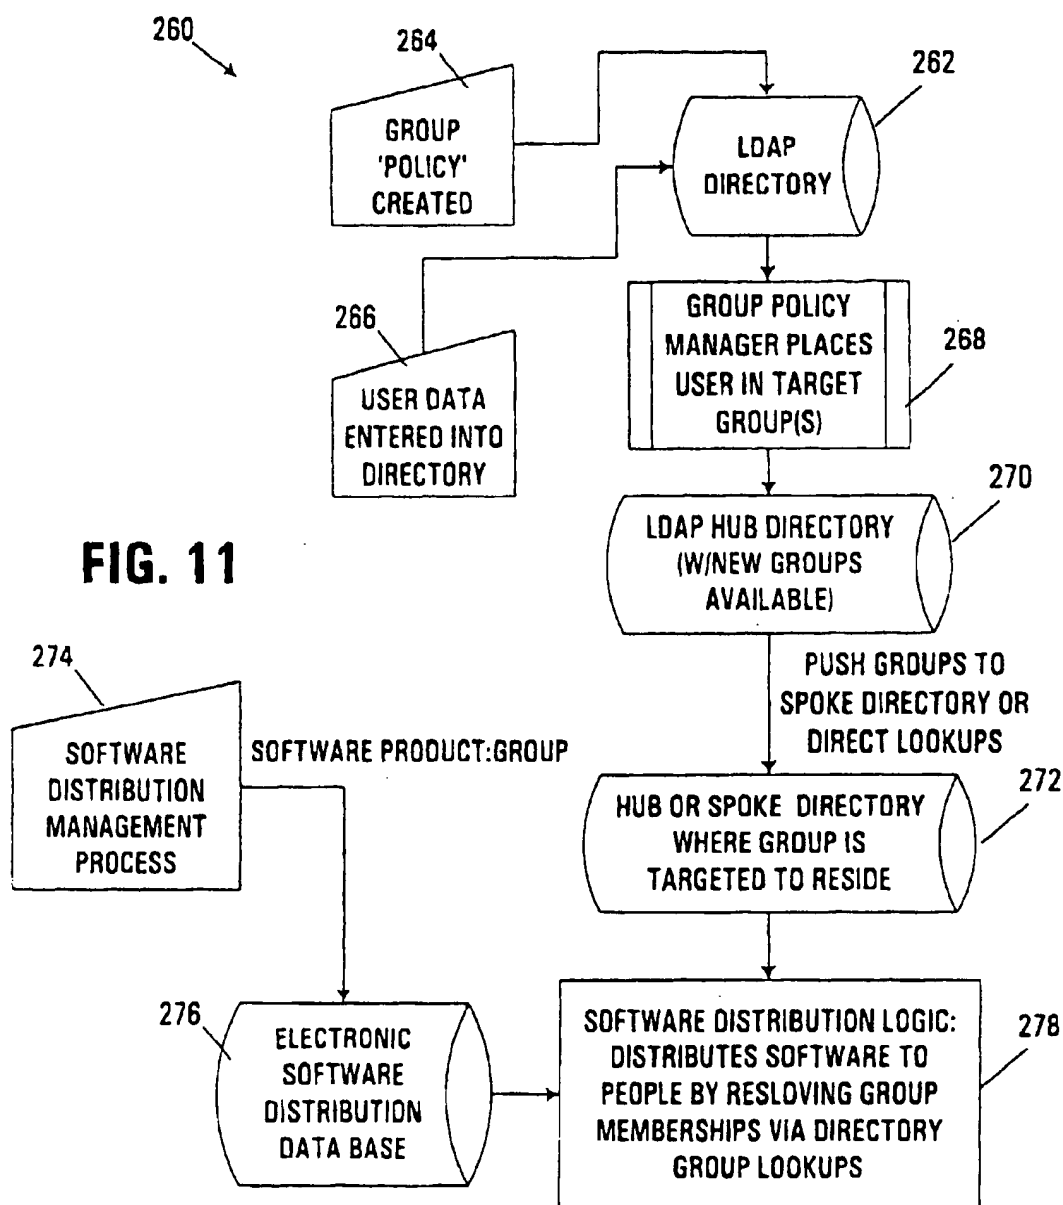 260
264
GROUP
'POLICY'
CREATED
262
LDAP
DIRECTORY
266
USER DATA
ENTERED INTO
DIRECTORY
GROUP POLICY
MANAGER PLACES
USER IN TARGET
GROUP(S)
268
FIG. 11
270
LDAP HUB DIRECTORY
(W/NEW GROUPS
AVAILABLE)
PUSH GROUPS TO
SPOKE DIRECTORY OR
DIRECT LOOKUPS
274
SOFTWARE
DISTRIBUTION
MANAGEMENT
PROCESS
SOFTWARE PRODUCT:GROUP
272
HUB OR SPOKE DIRECTORY
WHERE GROUP IS
TARGETED TO RESIDE
276
ELECTRONIC
SOFTWARE
DISTRIBUTION
DATA BASE
SOFTWARE DISTRIBUTION LOGIC:
DISTRIBUTES SOFTWARE TO
PEOPLE BY RESLOVING GROUP
MEMBERSHIPS VIA DIRECTORY
GROUP LOOKUPS
278